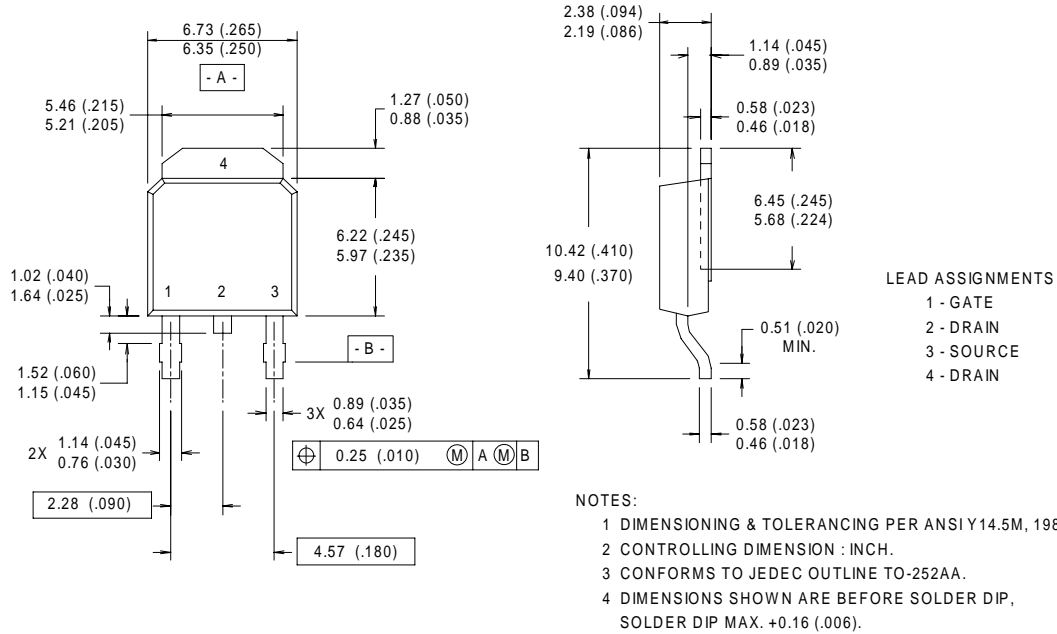 6.73 (.265)
6.35 (.250)
- A -
5.46 (.215)
5.21 (.205)
1.27 (.050)
0.88 (.035)
4
6.22 (.245)
5.97 (.235)
1.02 (.040)
1.64 (.025)
1 2 3
- B -
1.52 (.060)
1.15 (.045)
3X 0.89 (.035)
0.64 (.025)
2X 1.14 (.045)
0.76 (.030)
⌖ 0.25 (.010) Ⓜ A Ⓜ B
2.28 (.090)
4.57 (.180)
2.38 (.094)
2.19 (.086)
1.14 (.045)
0.89 (.035)
0.58 (.023)
0.46 (.018)
6.45 (.245)
5.68 (.224)
10.42 (.410)
9.40 (.370)
0.51 (.020)
MIN.
0.58 (.023)
0.46 (.018)
LEAD ASSIGNMENTS
1 - GATE
2 - DRAIN
3 - SOURCE
4 - DRAIN
NOTES:
1 DIMENSIONING & TOLERANCING PER ANSI Y14.5M, 198
2 CONTROLLING DIMENSION : INCH.
3 CONFORMS TO JEDEC OUTLINE TO-252AA.
4 DIMENSIONS SHOWN ARE BEFORE SOLDER DIP,
SOLDER DIP MAX. +0.16 (.006).